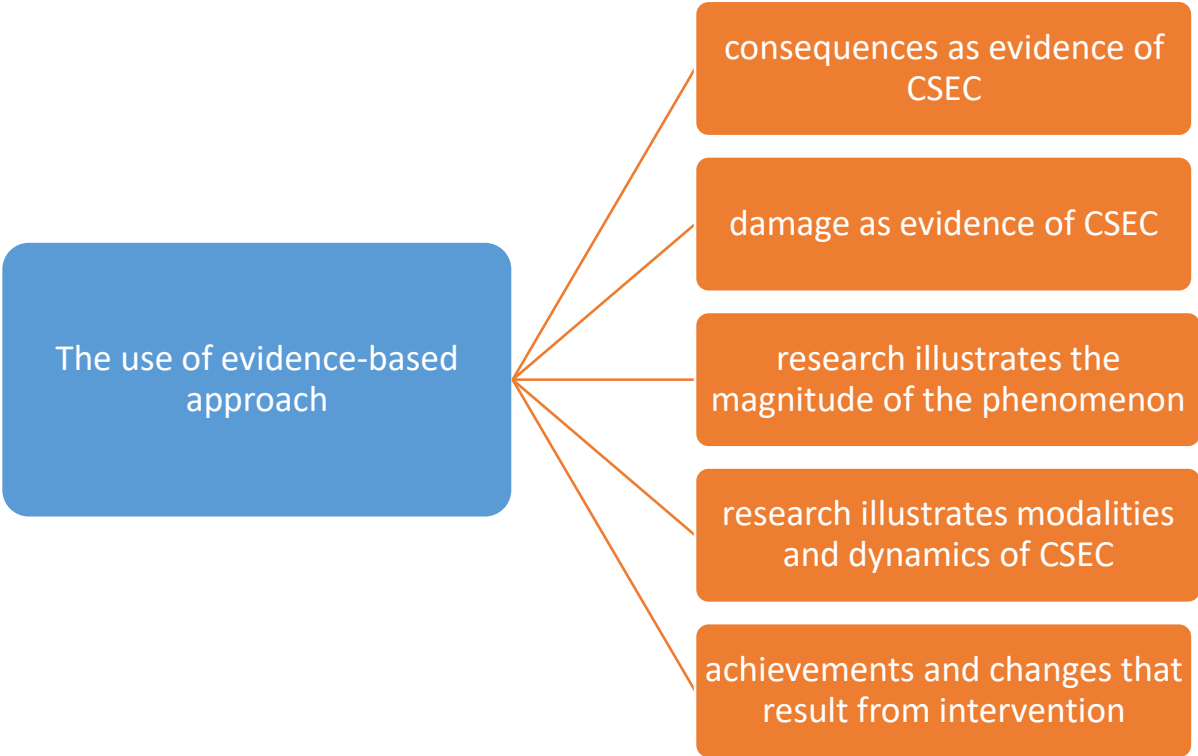 consequences as evidence of
CSEC
damage as evidence of CSEC
The use of evidence-based
approach
research illustrates the
magnitude of the phenomenon
research illustrates modalities
and dynamics of CSEC
achievements and changes that
result from intervention